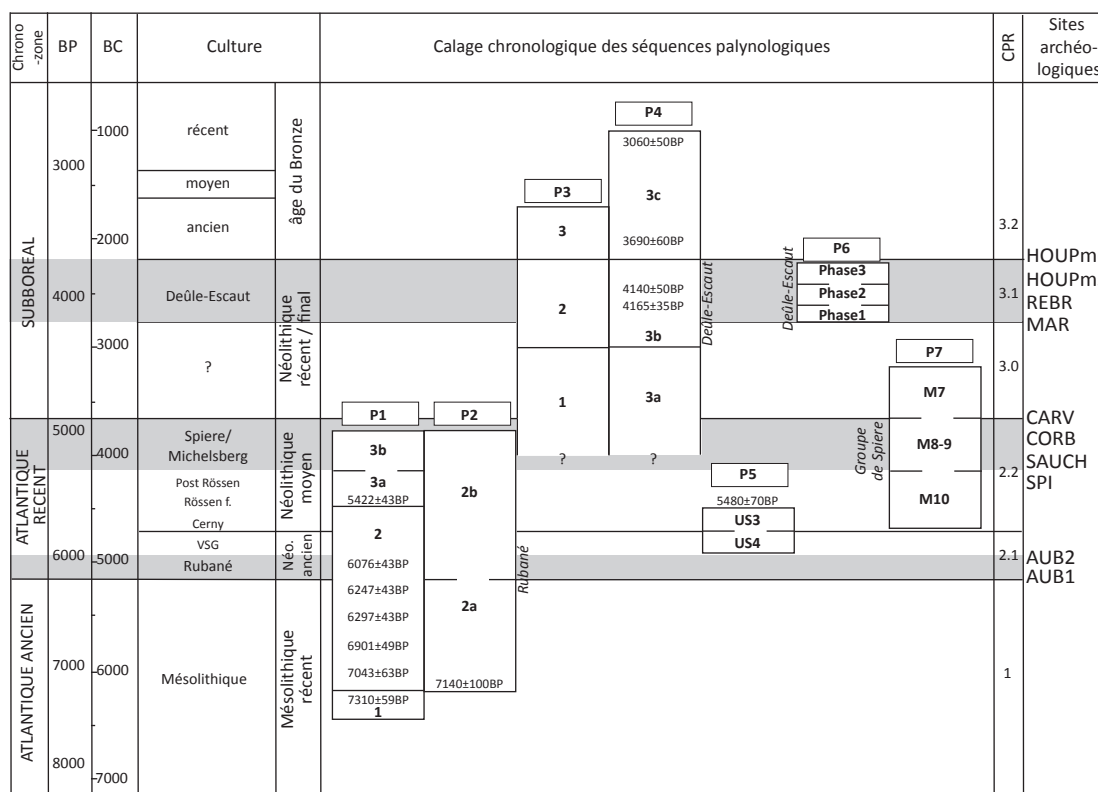 Chrono
-zone
BP
BC
Culture
Calage chronologique des séquences palynologiques
CPR
Sites
archéo-
logiques
SUBBOREAL
ATLANTIQUE
RECENT
ATLANTIQUE ANCIEN
3000
4000
5000
6000
7000
8000
1000
2000
3000
4000
5000
6000
7000
récent
moyen
ancien
Deûle-Escaut
?
Spiere/
Michelsberg
Post Rössen
Rössen f.
Cerny
VSG
Rubané
Mésolithique
âge du Bronze
Néolithique
récent / final
Néolithique
moyen
Néo.
ancien
Mésolithique
récent
P1
3b
3a
5422±43BP
2
6076±43BP
6247±43BP
6297±43BP
6901±49BP
7043±63BP
7310±59BP
1
P2
2b
2a
7140±100BP
Rubané
P3
3
2
1
?
P4
3060±50BP
3c
3690±60BP
4140±50BP
4165±35BP
3b
3a
?
Deûle-Escaut
P5
5480±70BP
US3
US4
Deûle-Escaut
P6
Phase3
Phase2
Phase1
P7
M7
M8-9
M10
Groupe
de Spiere
3.2
3.1
3.0
2.2
2.1
1
HOUPm
HOUPm
REBR
MAR
CARV
CORB
SAUCH
SPI
AUB2
AUB1